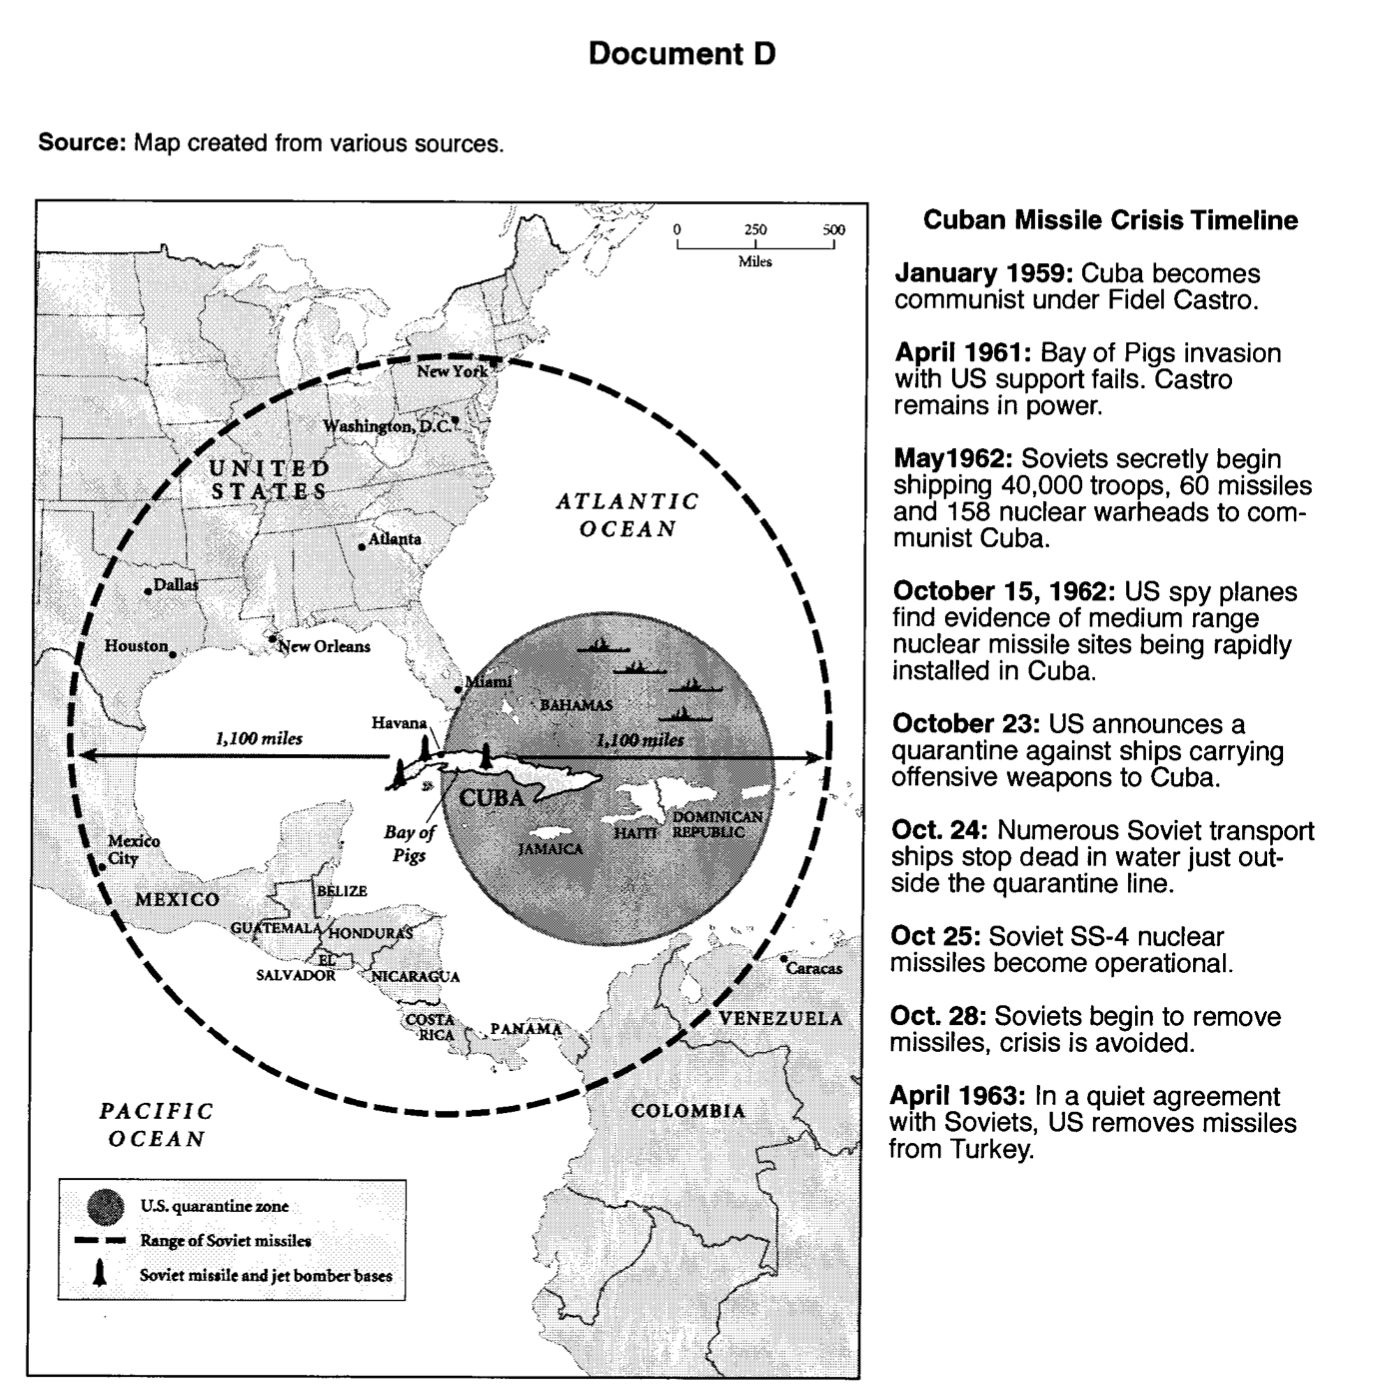 Document D
Source: Map created from various sources.
0 250 500
Miles
New York
Washington, D.C.
UNITED
STATES
ATLANTIC
OCEAN
Atlanta
Dallas
Houston
New Orleans
Miami
BAHAMAS
Havana
1,100 miles
1,100 miles
CUBA
Bay of
Pigs
HAITI
DOMINICAN
REPUBLIC
JAMAICA
Mexico
City
MEXICO
BELIZE
GUATEMALA
HONDURAS
EL
SALVADOR
NICARAGUA
COSTA
RICA
PANAMA
Caracas
VENEZUELA
COLOMBIA
PACIFIC
OCEAN
U.S. quarantine zone
Range of Soviet missiles
Soviet missile and jet bomber bases
Cuban Missile Crisis Timeline
January 1959: Cuba becomes
communist under Fidel Castro.
April 1961: Bay of Pigs invasion
with US support fails. Castro
remains in power.
May1962: Soviets secretly begin
shipping 40,000 troops, 60 missiles
and 158 nuclear warheads to com-
munist Cuba.
October 15, 1962: US spy planes
find evidence of medium range
nuclear missile sites being rapidly
installed in Cuba.
October 23: US announces a
quarantine against ships carrying
offensive weapons to Cuba.
Oct. 24: Numerous Soviet transport
ships stop dead in water just out-
side the quarantine line.
Oct 25: Soviet SS-4 nuclear
missiles become operational.
Oct. 28: Soviets begin to remove
missiles, crisis is avoided.
April 1963: In a quiet agreement
with Soviets, US removes missiles
from Turkey.